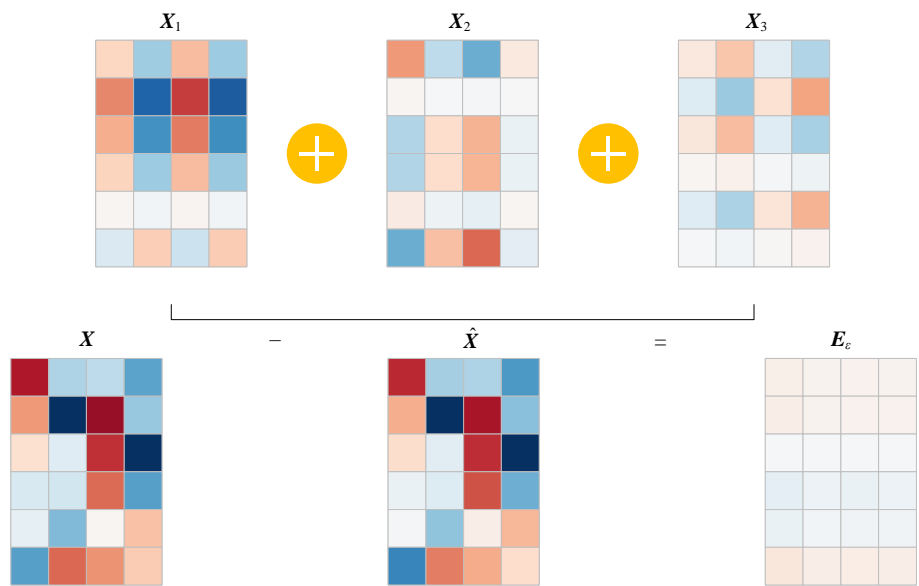 X₁ X₂ X₃
X − X̂ = Eε